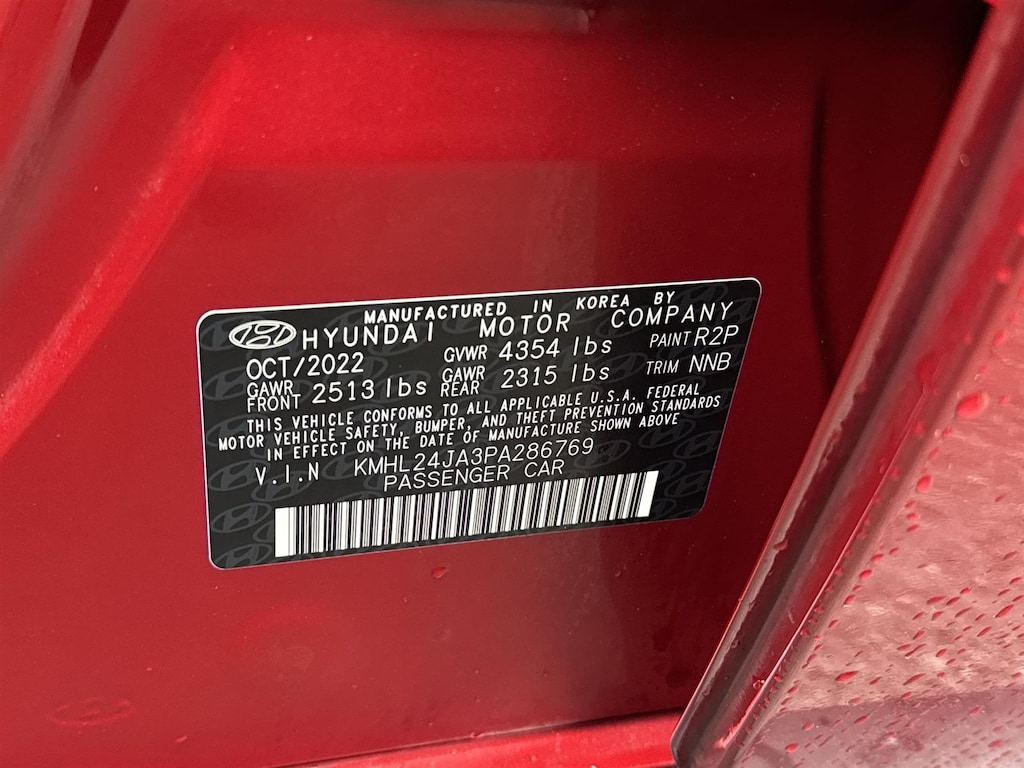 MANUFACTURED IN KOREA BY
HYUNDAI MOTOR COMPANY
OCT/2022 GVWR 4354 lbs PAINT R2P
GAWR FRONT 2513 lbs GAWR REAR 2315 lbs TRIM NNB
THIS VEHICLE CONFORMS TO ALL APPLICABLE U.S.A. FEDERAL
MOTOR VEHICLE SAFETY, BUMPER, AND THEFT PREVENTION STANDARDS
IN EFFECT ON THE DATE OF MANUFACTURE SHOWN ABOVE
V.I.N KMHL24JA3PA286769
PASSENGER CAR